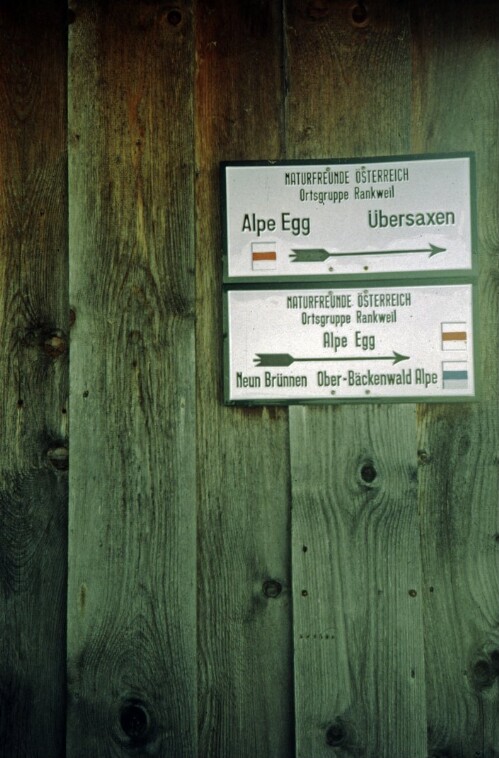 NATURFREUNDE ÖSTERREICH
Ortsgruppe Rankweil
Alpe Egg Übersaxen
NATURFREUNDE ÖSTERREICH
Ortsgruppe Rankweil
Alpe Egg
Neun Brünnen Ober-Bäckenwald Alpe